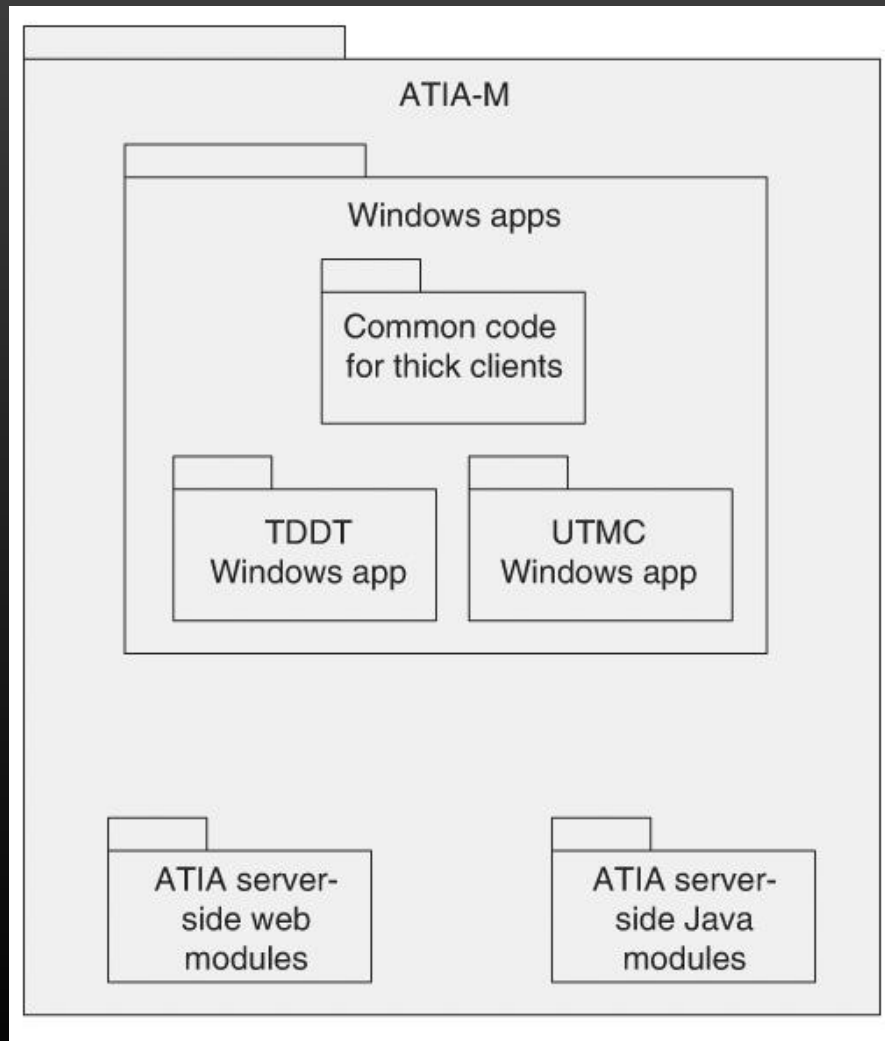 ATIA-M
Windows apps
Common code
for thick clients
TDDT
Windows app
UTMC
Windows app
ATIA server-
side web
modules
ATIA server-
side Java
modules